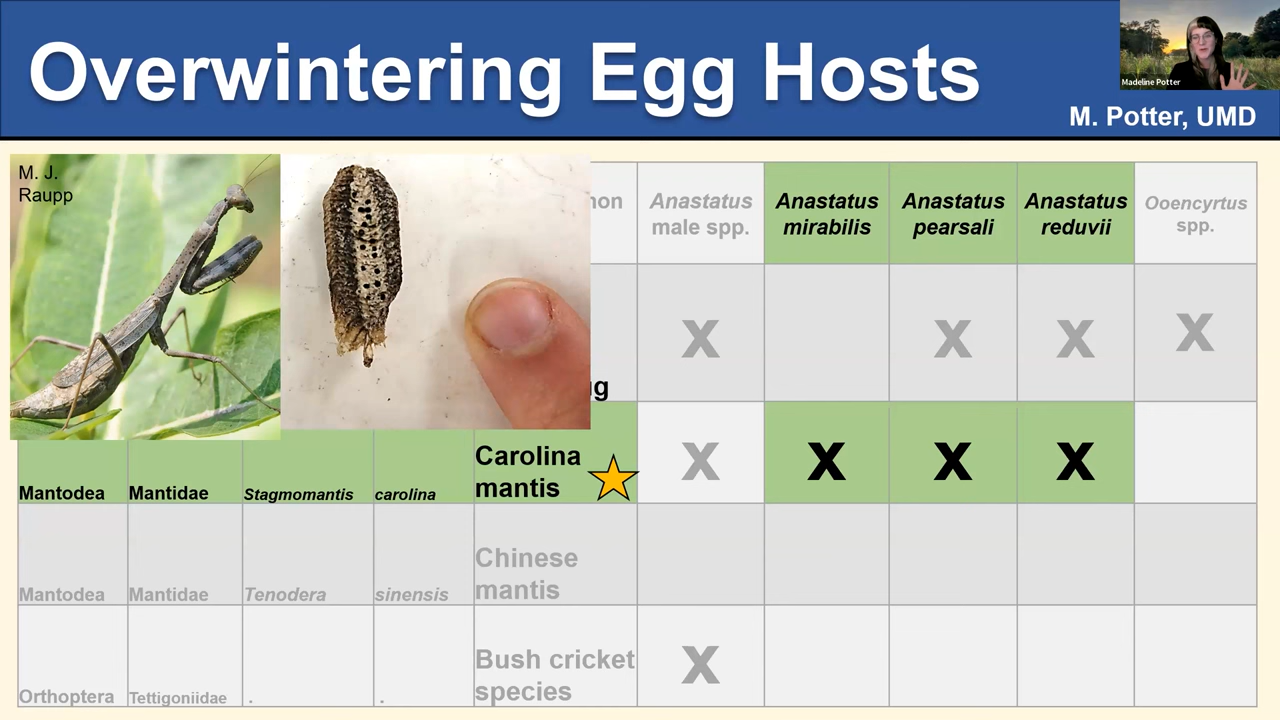 Overwintering Egg Hosts
Madeline Potter
M. Potter, UMD
M. J.
Raupp
Anastatus
male spp.
Anastatus
mirabilis
Anastatus
pearsali
Anastatus
reduvii
Ooencyrtus
spp.
X X X X
Mantodea Mantidae Stagmomantis carolina Carolina
mantis X X X X
Mantodea Mantidae Tenodera sinensis Chinese
mantis
Orthoptera Tettigoniidae . . Bush cricket
species X